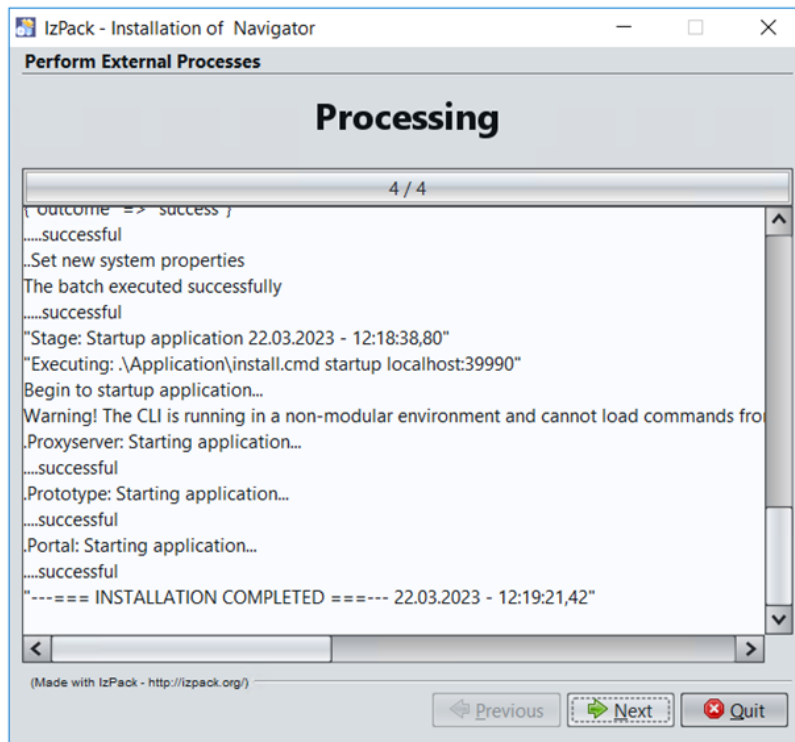 IzPack - Installation of  Navigator
Perform External Processes
Processing
4 / 4
{"outcome" => "success"}
.....successful
..Set new system properties
The batch executed successfully
.....successful
"Stage: Startup application 22.03.2023 - 12:18:38,80"
"Executing: .\Application\install.cmd startup localhost:39990"
Begin to startup application...
Warning! The CLI is running in a non-modular environment and cannot load commands from
.Proxyserver: Starting application...
....successful
.Prototype: Starting application...
....successful
.Portal: Starting application...
....successful
"---=== INSTALLATION COMPLETED ===--- 22.03.2023 - 12:19:21,42"
(Made with IzPack - http://izpack.org/)
Previous
Next
Quit